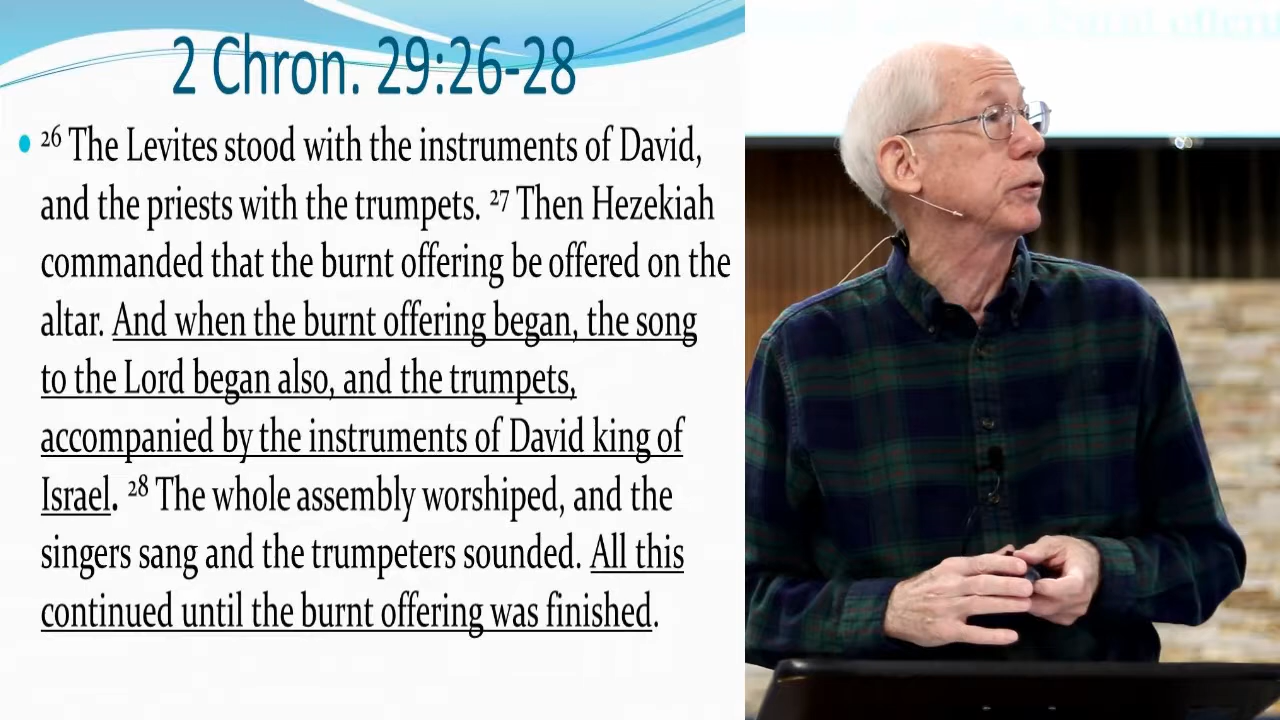 2 Chron. 29:26-28
• ²⁶ The Levites stood with the instruments of David,
and the priests with the trumpets. ²⁷ Then Hezekiah
commanded that the burnt offering be offered on the
altar. And when the burnt offering began, the song
to the Lord began also, and the trumpets,
accompanied by the instruments of David king of
Israel. ²⁸ The whole assembly worshiped, and the
singers sang and the trumpeters sounded. All this
continued until the burnt offering was finished.
burnt